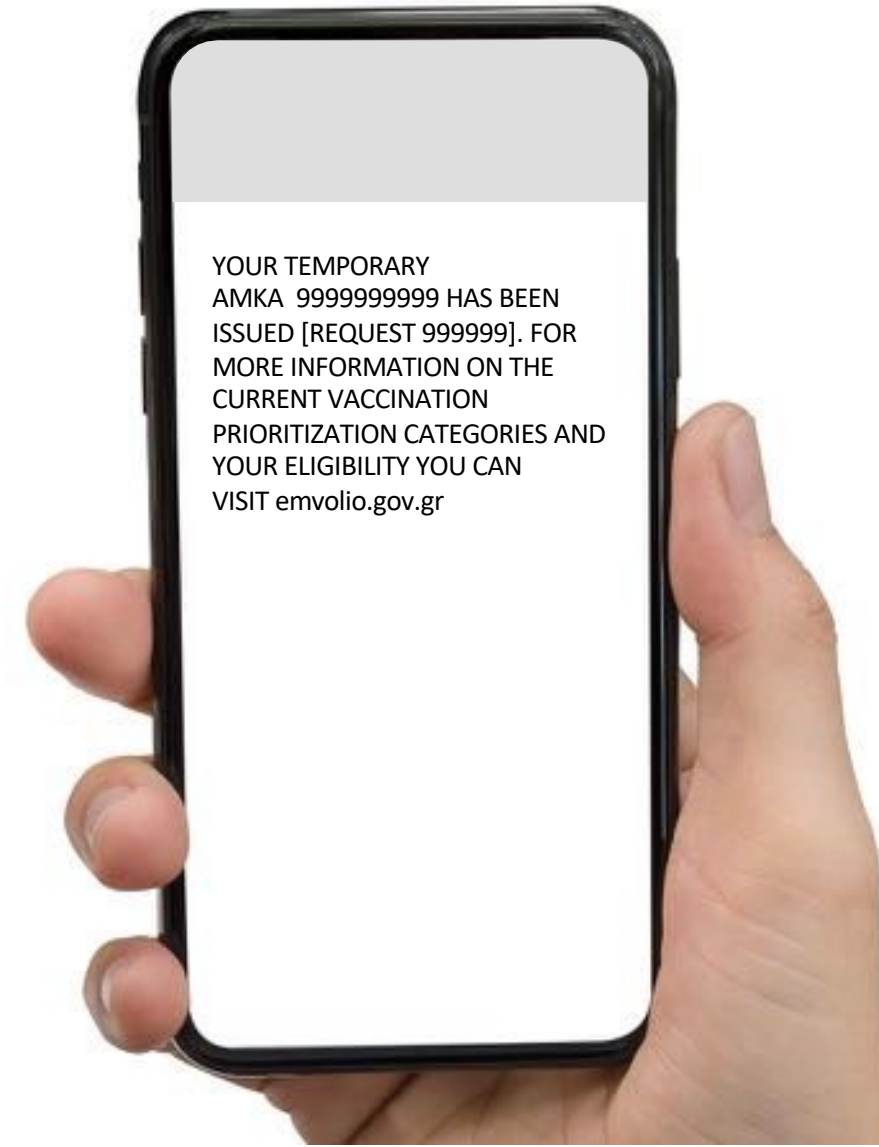 YOUR TEMPORARY
AMKA 9999999999 HAS BEEN
ISSUED [REQUEST 999999]. FOR
MORE INFORMATION ON THE
CURRENT VACCINATION
PRIORITIZATION CATEGORIES AND
YOUR ELIGIBILITY YOU CAN
VISIT emvolio.gov.gr